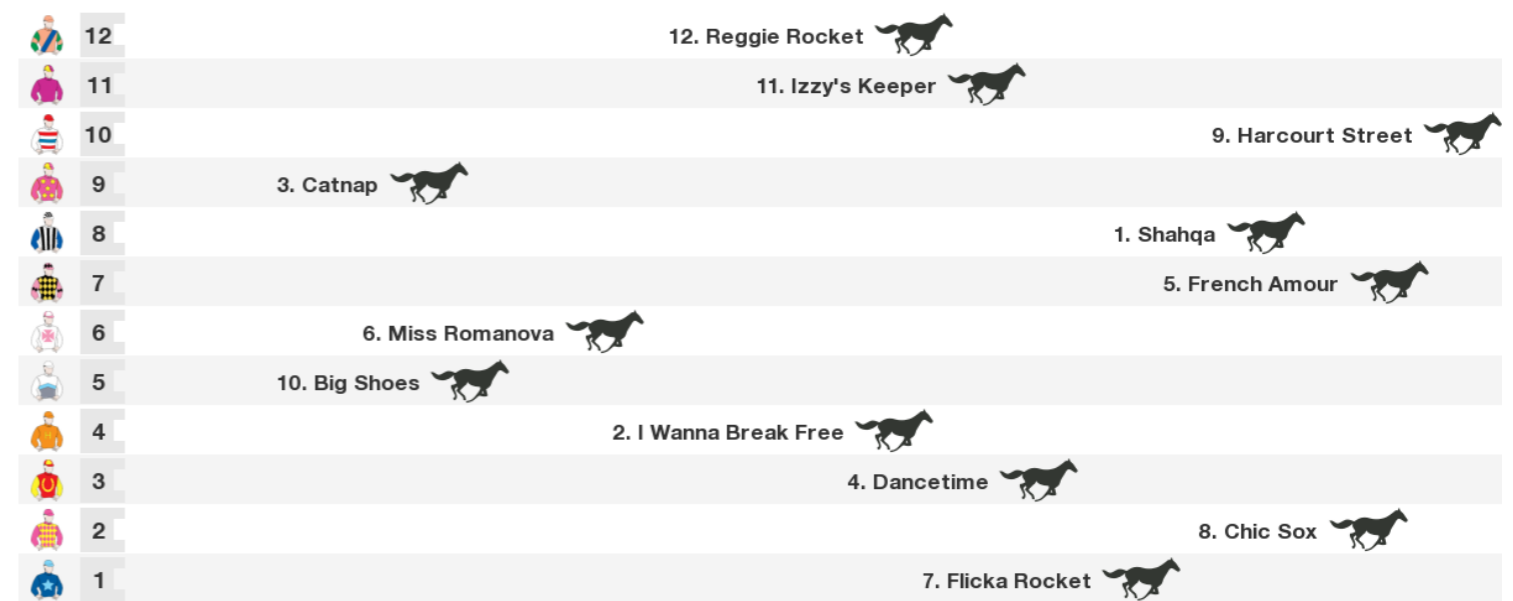 12 12. Reggie Rocket
11 11. Izzy's Keeper
10 9. Harcourt Street
9 3. Catnap
8 1. Shahqa
7 5. French Amour
6 6. Miss Romanova
5 10. Big Shoes
4 2. I Wanna Break Free
3 4. Dancetime
2 8. Chic Sox
1 7. Flicka Rocket